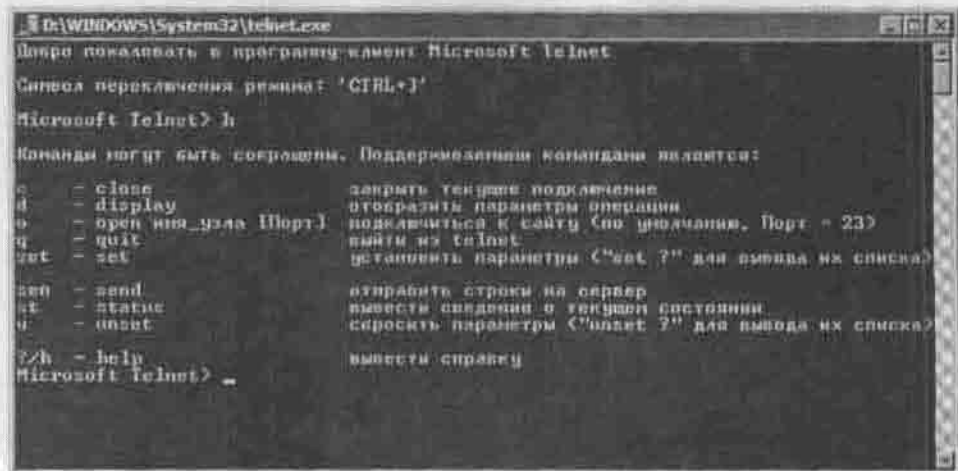 D:\WINDOWS\System32\telnet.exe
Добро пожаловать в программу-клиент Microsoft Telnet
Символ переключения режима: 'CTRL+]'
Microsoft Telnet> h
Команды могут быть сокращены. Поддерживаемыми командами являются:
c - close закрыть текущее подключение
d - display отобразить параметры операции
o - open имя_узла [Порт] подключиться к сайту (по умолчанию, Порт = 23)
q - quit выйти из telnet
set - set установить параметры ("set ?" для вывода их списка)
sen - send отправить строки на сервер
st - status вывести сведения о текущем состоянии
u - unset сбросить параметры ("unset ?" для вывода их списка)
?/h - help вывести справку
Microsoft Telnet> _